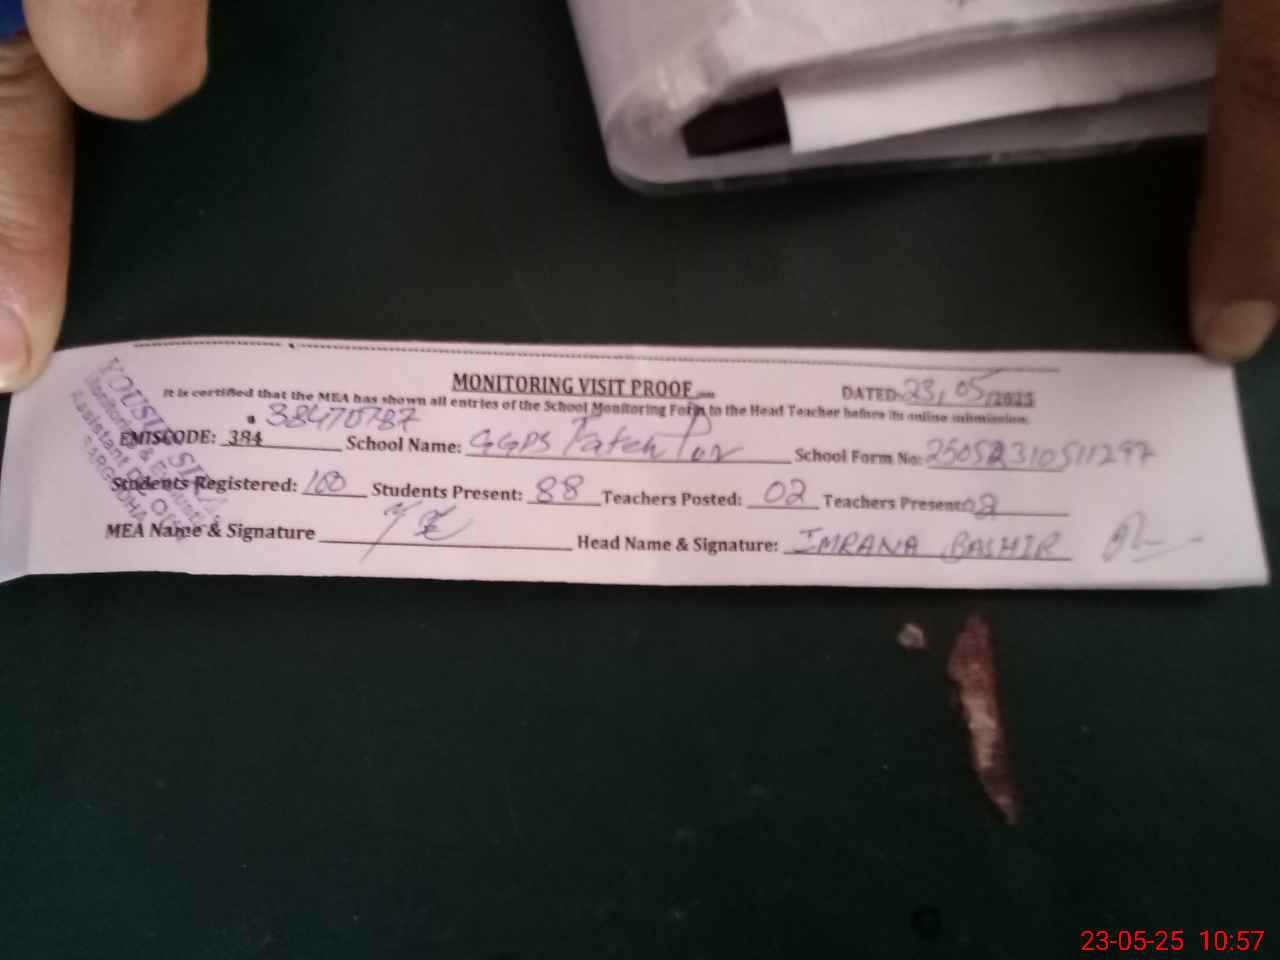 MONITORING VISIT PROOF
DATED 23/05/2025
It is certified that the MEA has shown all entries of the School Monitoring Form to the Head Teacher before its online submission.
38470787
EMISCODE: 384 School Name: GGPS Fateh Pur School Form No: 25052310511297
Students Registered: 100 Students Present: 88 Teachers Posted: 02 Teachers Present: 02
MEA Name & Signature Head Name & Signature: IMRANA BASHIR
Assistant
SARGODHA
23-05-25 10:57